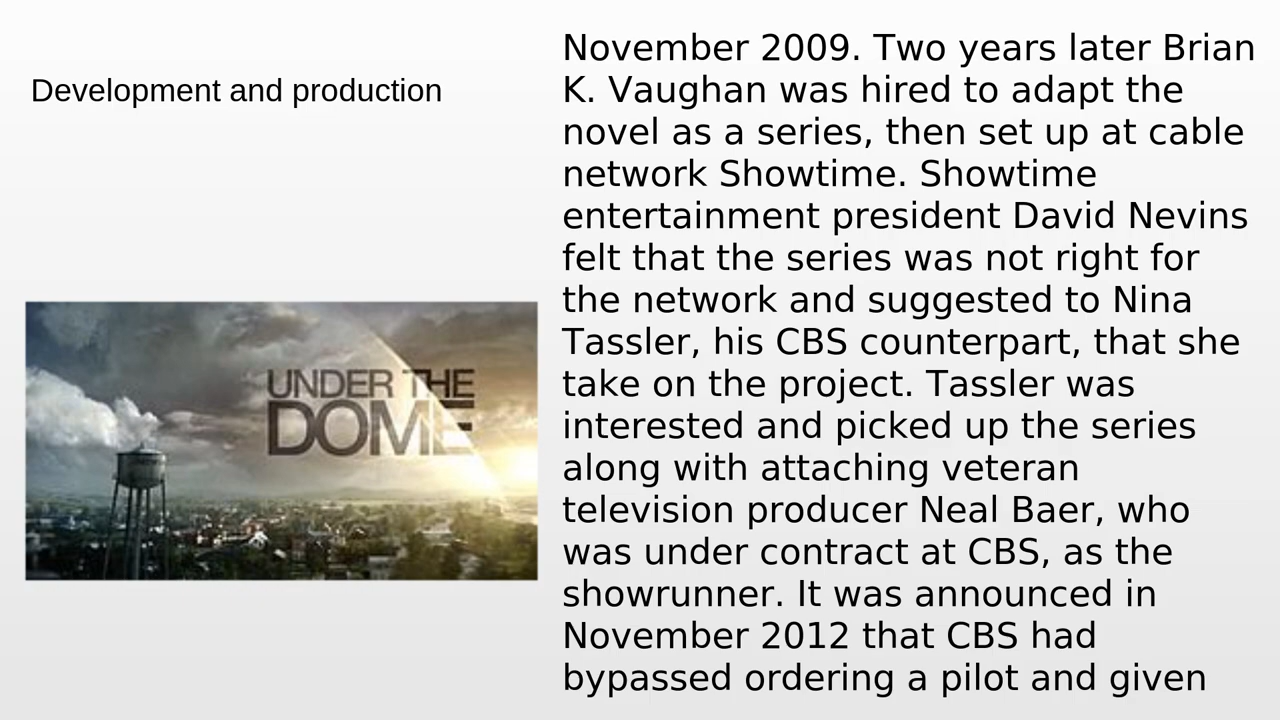 Development and production
UNDER THE
DOME
November 2009. Two years later Brian
K. Vaughan was hired to adapt the
novel as a series, then set up at cable
network Showtime. Showtime
entertainment president David Nevins
felt that the series was not right for
the network and suggested to Nina
Tassler, his CBS counterpart, that she
take on the project. Tassler was
interested and picked up the series
along with attaching veteran
television producer Neal Baer, who
was under contract at CBS, as the
showrunner. It was announced in
November 2012 that CBS had
bypassed ordering a pilot and given